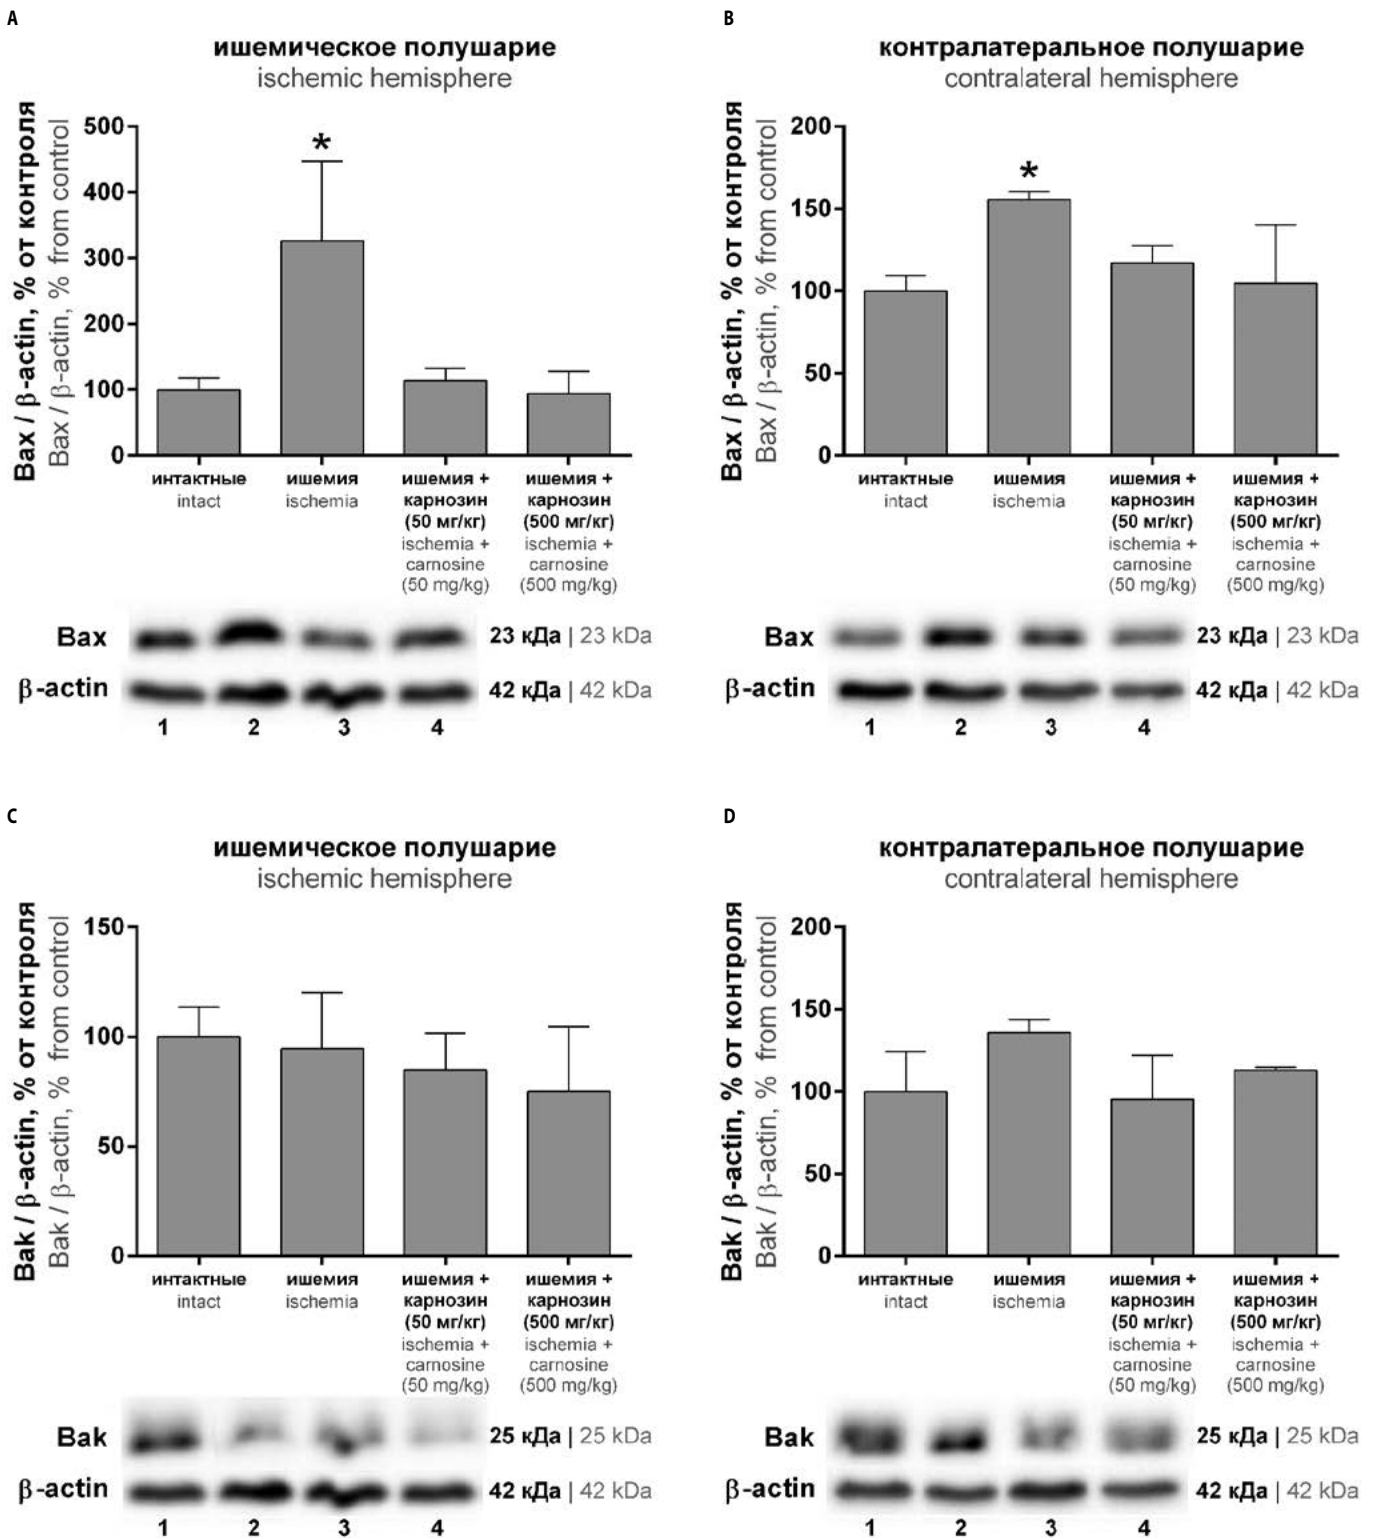 A
ишемическое полушарие
ischemic hemisphere
Bax / β-actin, % от контроля
Bax / β-actin, % from control
500
400
300
200
100
0
*
интактные
intact
ишемия
ischemia
ишемия +
карнозин
(50 мг/кг)
ischemia +
carnosine
(50 mg/kg)
ишемия +
карнозин
(500 мг/кг)
ischemia +
carnosine
(500 mg/kg)
Bax 23 кДа | 23 kDa
β-actin 42 кДа | 42 kDa
1 2 3 4
B
контралатеральное полушарие
contralateral hemisphere
Bax / β-actin, % от контроля
Bax / β-actin, % from control
200
150
100
50
0
*
интактные
intact
ишемия
ischemia
ишемия +
карнозин
(50 мг/кг)
ischemia +
carnosine
(50 mg/kg)
ишемия +
карнозин
(500 мг/кг)
ischemia +
carnosine
(500 mg/kg)
Bax 23 кДа | 23 kDa
β-actin 42 кДа | 42 kDa
1 2 3 4
C
ишемическое полушарие
ischemic hemisphere
Bak / β-actin, % от контроля
Bak / β-actin, % from control
150
100
50
0
интактные
intact
ишемия
ischemia
ишемия +
карнозин
(50 мг/кг)
ischemia +
carnosine
(50 mg/kg)
ишемия +
карнозин
(500 мг/кг)
ischemia +
carnosine
(500 mg/kg)
Bak 25 кДа | 25 kDa
β-actin 42 кДа | 42 kDa
1 2 3 4
D
контралатеральное полушарие
contralateral hemisphere
Bak / β-actin, % от контроля
Bak / β-actin, % from control
200
150
100
50
0
интактные
intact
ишемия
ischemia
ишемия +
карнозин
(50 мг/кг)
ischemia +
carnosine
(50 mg/kg)
ишемия +
карнозин
(500 мг/кг)
ischemia +
carnosine
(500 mg/kg)
Bak 25 кДа | 25 kDa
β-actin 42 кДа | 42 kDa
1 2 3 4